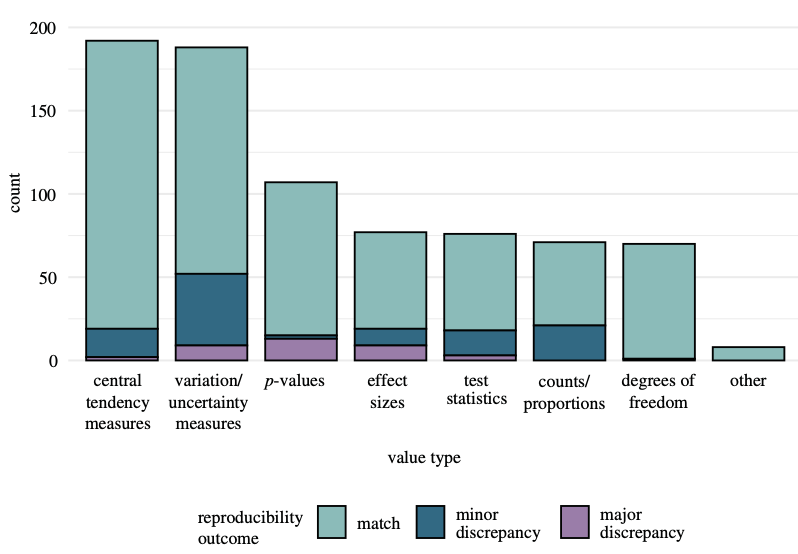 200
150
100
50
0
count
central
tendency
measures
variation/
uncertainty
measures
p-values
effect
sizes
test
statistics
counts/
proportions
degrees of
freedom
other
value type
reproducibility
outcome
match
minor
discrepancy
major
discrepancy